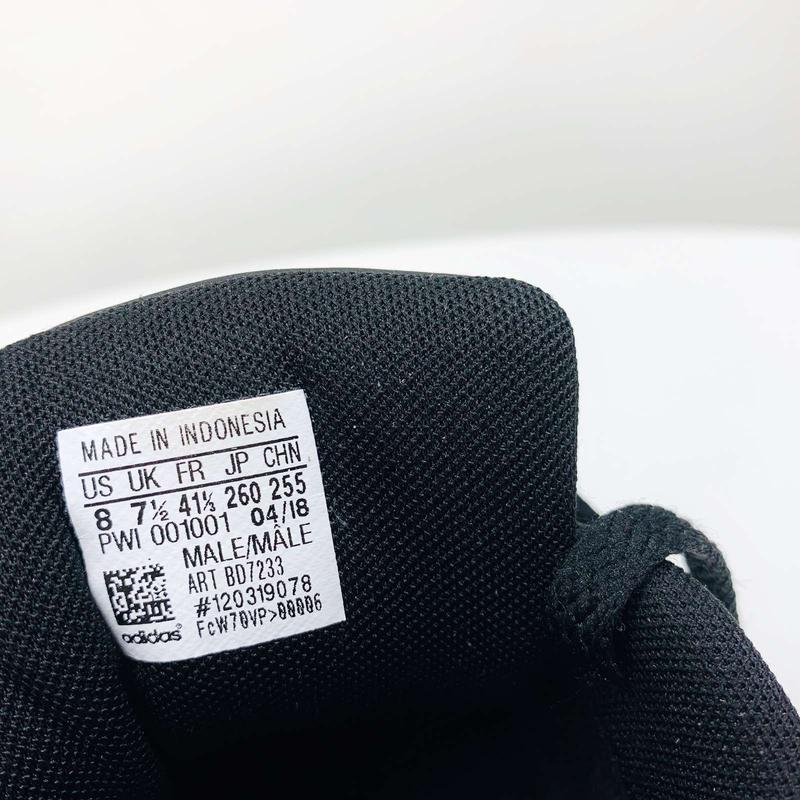 MADE IN INDONESIA
US UK FR JP CHN
8 7½ 41⅓ 260 255
PWI 001001 04/18
MALE/MÂLE
ART BD7233
#120319078
FcW70VP>00006
adidas